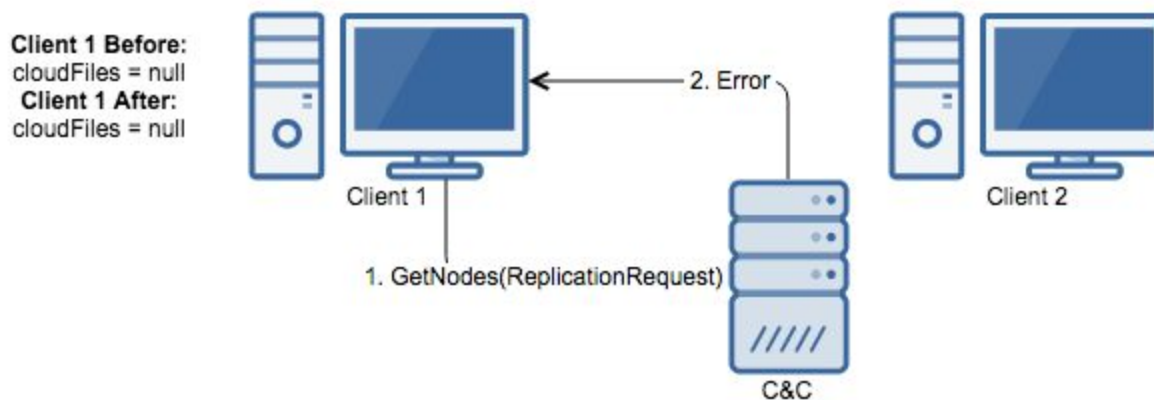 Client 1 Before:
cloudFiles = null
Client 1 After:
cloudFiles = null
2. Error
Client 1
Client 2
1. GetNodes(ReplicationRequest)
C&C